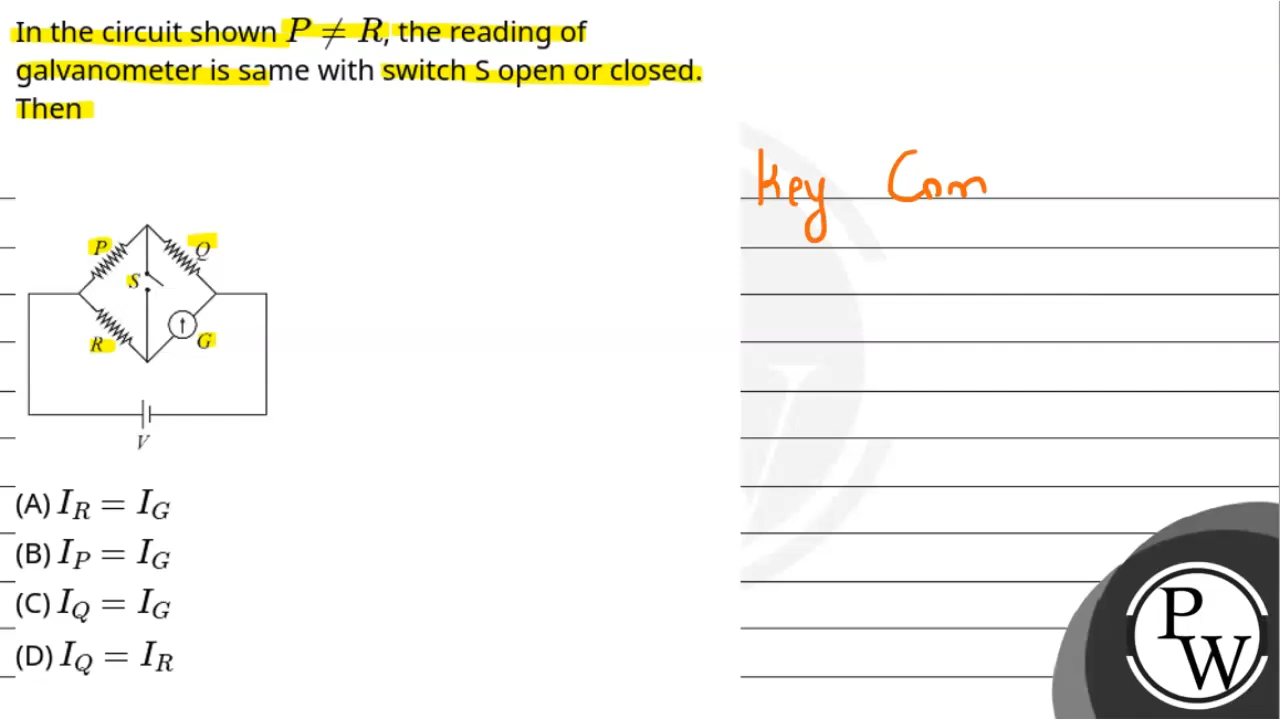 In the circuit shown P ≠ R, the reading of
galvanometer is same with switch S open or closed.
Then
Key Com
P
Q
S
R
G
V
(A) I_R = I_G
(B) I_P = I_G
(C) I_Q = I_G
(D) I_Q = I_R
P
W